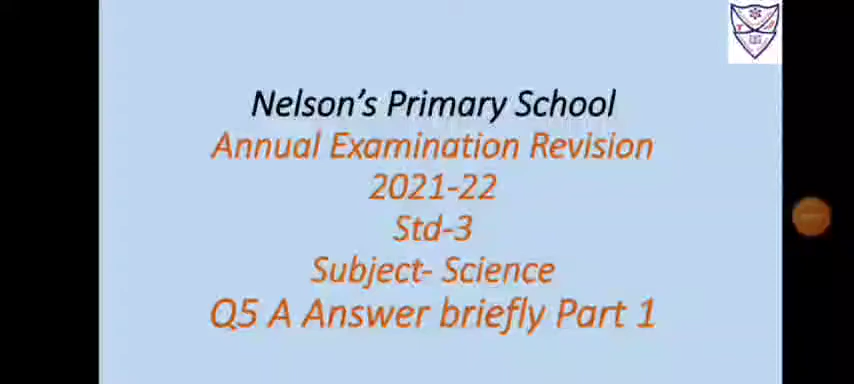 Nelson's Primary School
Annual Examination Revision
2021-22
Std-3
Subject- Science
Q5 A Answer briefly Part 1